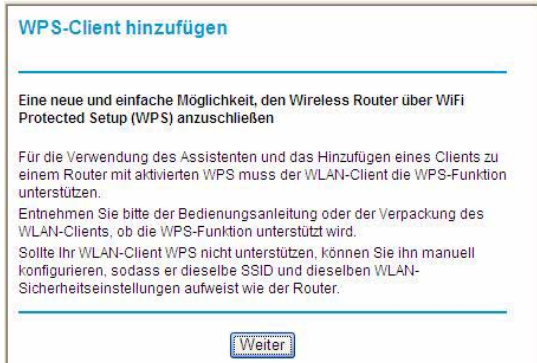 WPS-Client hinzufügen
Eine neue und einfache Möglichkeit, den Wireless Router über WiFi
Protected Setup (WPS) anzuschließen
Für die Verwendung des Assistenten und das Hinzufügen eines Clients zu
einem Router mit aktivierten WPS muss der WLAN-Client die WPS-Funktion
unterstützen.
Entnehmen Sie bitte der Bedienungsanleitung oder der Verpackung des
WLAN-Clients, ob die WPS-Funktion unterstützt wird.
Sollte Ihr WLAN-Client WPS nicht unterstützen, können Sie ihn manuell
konfigurieren, sodass er dieselbe SSID und dieselben WLAN-
Sicherheitseinstellungen aufweist wie der Router.
Weiter